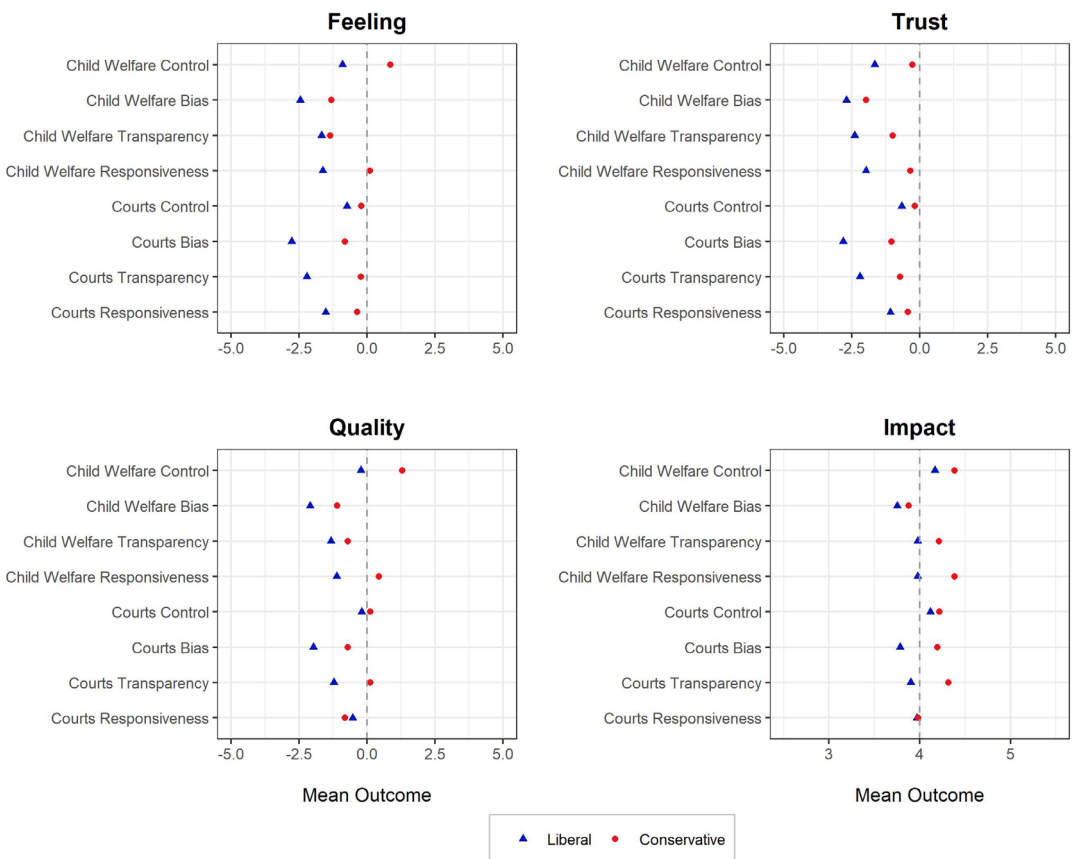 Feeling
Child Welfare Control
Child Welfare Bias
Child Welfare Transparency
Child Welfare Responsiveness
Courts Control
Courts Bias
Courts Transparency
Courts Responsiveness
-5.0 -2.5 0.0 2.5 5.0
Trust
Child Welfare Control
Child Welfare Bias
Child Welfare Transparency
Child Welfare Responsiveness
Courts Control
Courts Bias
Courts Transparency
Courts Responsiveness
-5.0 -2.5 0.0 2.5 5.0
Quality
Child Welfare Control
Child Welfare Bias
Child Welfare Transparency
Child Welfare Responsiveness
Courts Control
Courts Bias
Courts Transparency
Courts Responsiveness
-5.0 -2.5 0.0 2.5 5.0
Mean Outcome
Impact
Child Welfare Control
Child Welfare Bias
Child Welfare Transparency
Child Welfare Responsiveness
Courts Control
Courts Bias
Courts Transparency
Courts Responsiveness
3 4 5
Mean Outcome
Liberal Conservative